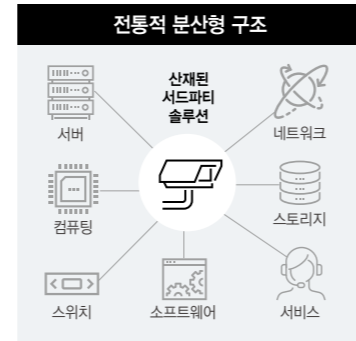 전통적 분산형 구조
산재된
서드파티
솔루션
서버
네트워크
컴퓨팅
스토리지
스위치
소프트웨어
서비스